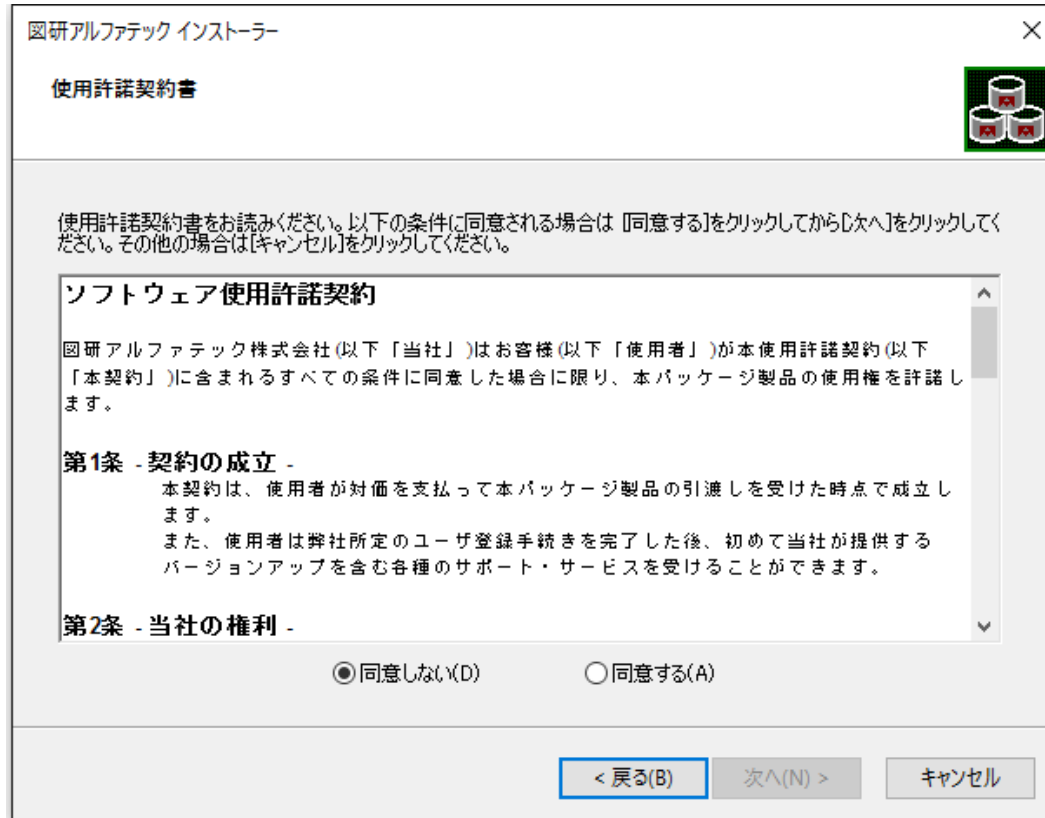 図研アルファテック インストーラー
使用許諾契約書
使用許諾契約書をお読みください。以下の条件に同意される場合は [同意する]をクリックしてから[次へ]をクリックしてく
ださい。その他の場合は[キャンセル]をクリックしてください。
ソフトウェア使用許諾契約
図研アルファテック株式会社(以下「当社」)はお客様(以下「使用者」)が本使用許諾契約(以下
「本契約」)に含まれるすべての条件に同意した場合に限り、本パッケージ製品の使用権を許諾し
ます。
第1条 - 契約の成立 -
本契約は、使用者が対価を支払って本パッケージ製品の引渡しを受けた時点で成立し
ます。
また、使用者は弊社所定のユーザ登録手続きを完了した後、初めて当社が提供する
バージョンアップを含む各種のサポート・サービスを受けることができます。
第2条 - 当社の権利 -
同意しない(D) 同意する(A)
< 戻る(B) 次へ(N) > キャンセル